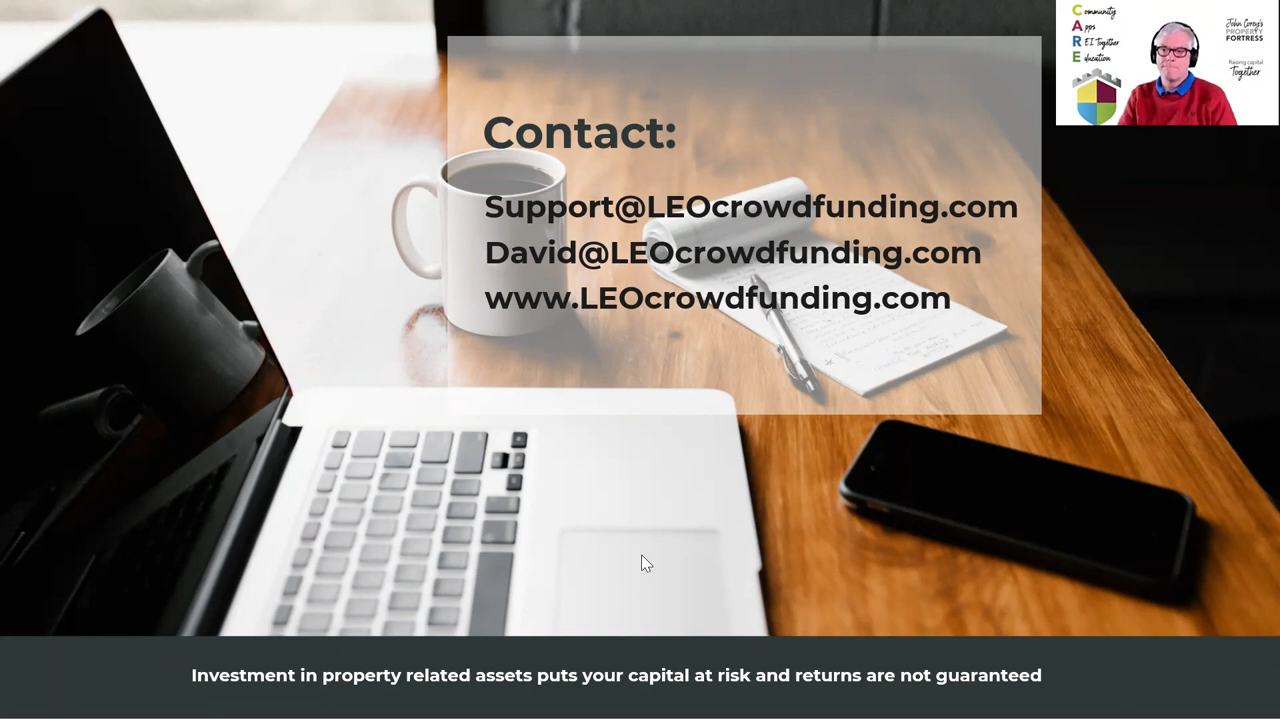 Contact:
Support@LEOcrowdfunding.com
David@LEOcrowdfunding.com
www.LEOcrowdfunding.com
Investment in property related assets puts your capital at risk and returns are not guaranteed
Community
Apps
REI Together
Education
John Corey's
PROPERTY
FORTRESS
Raising capital
Together